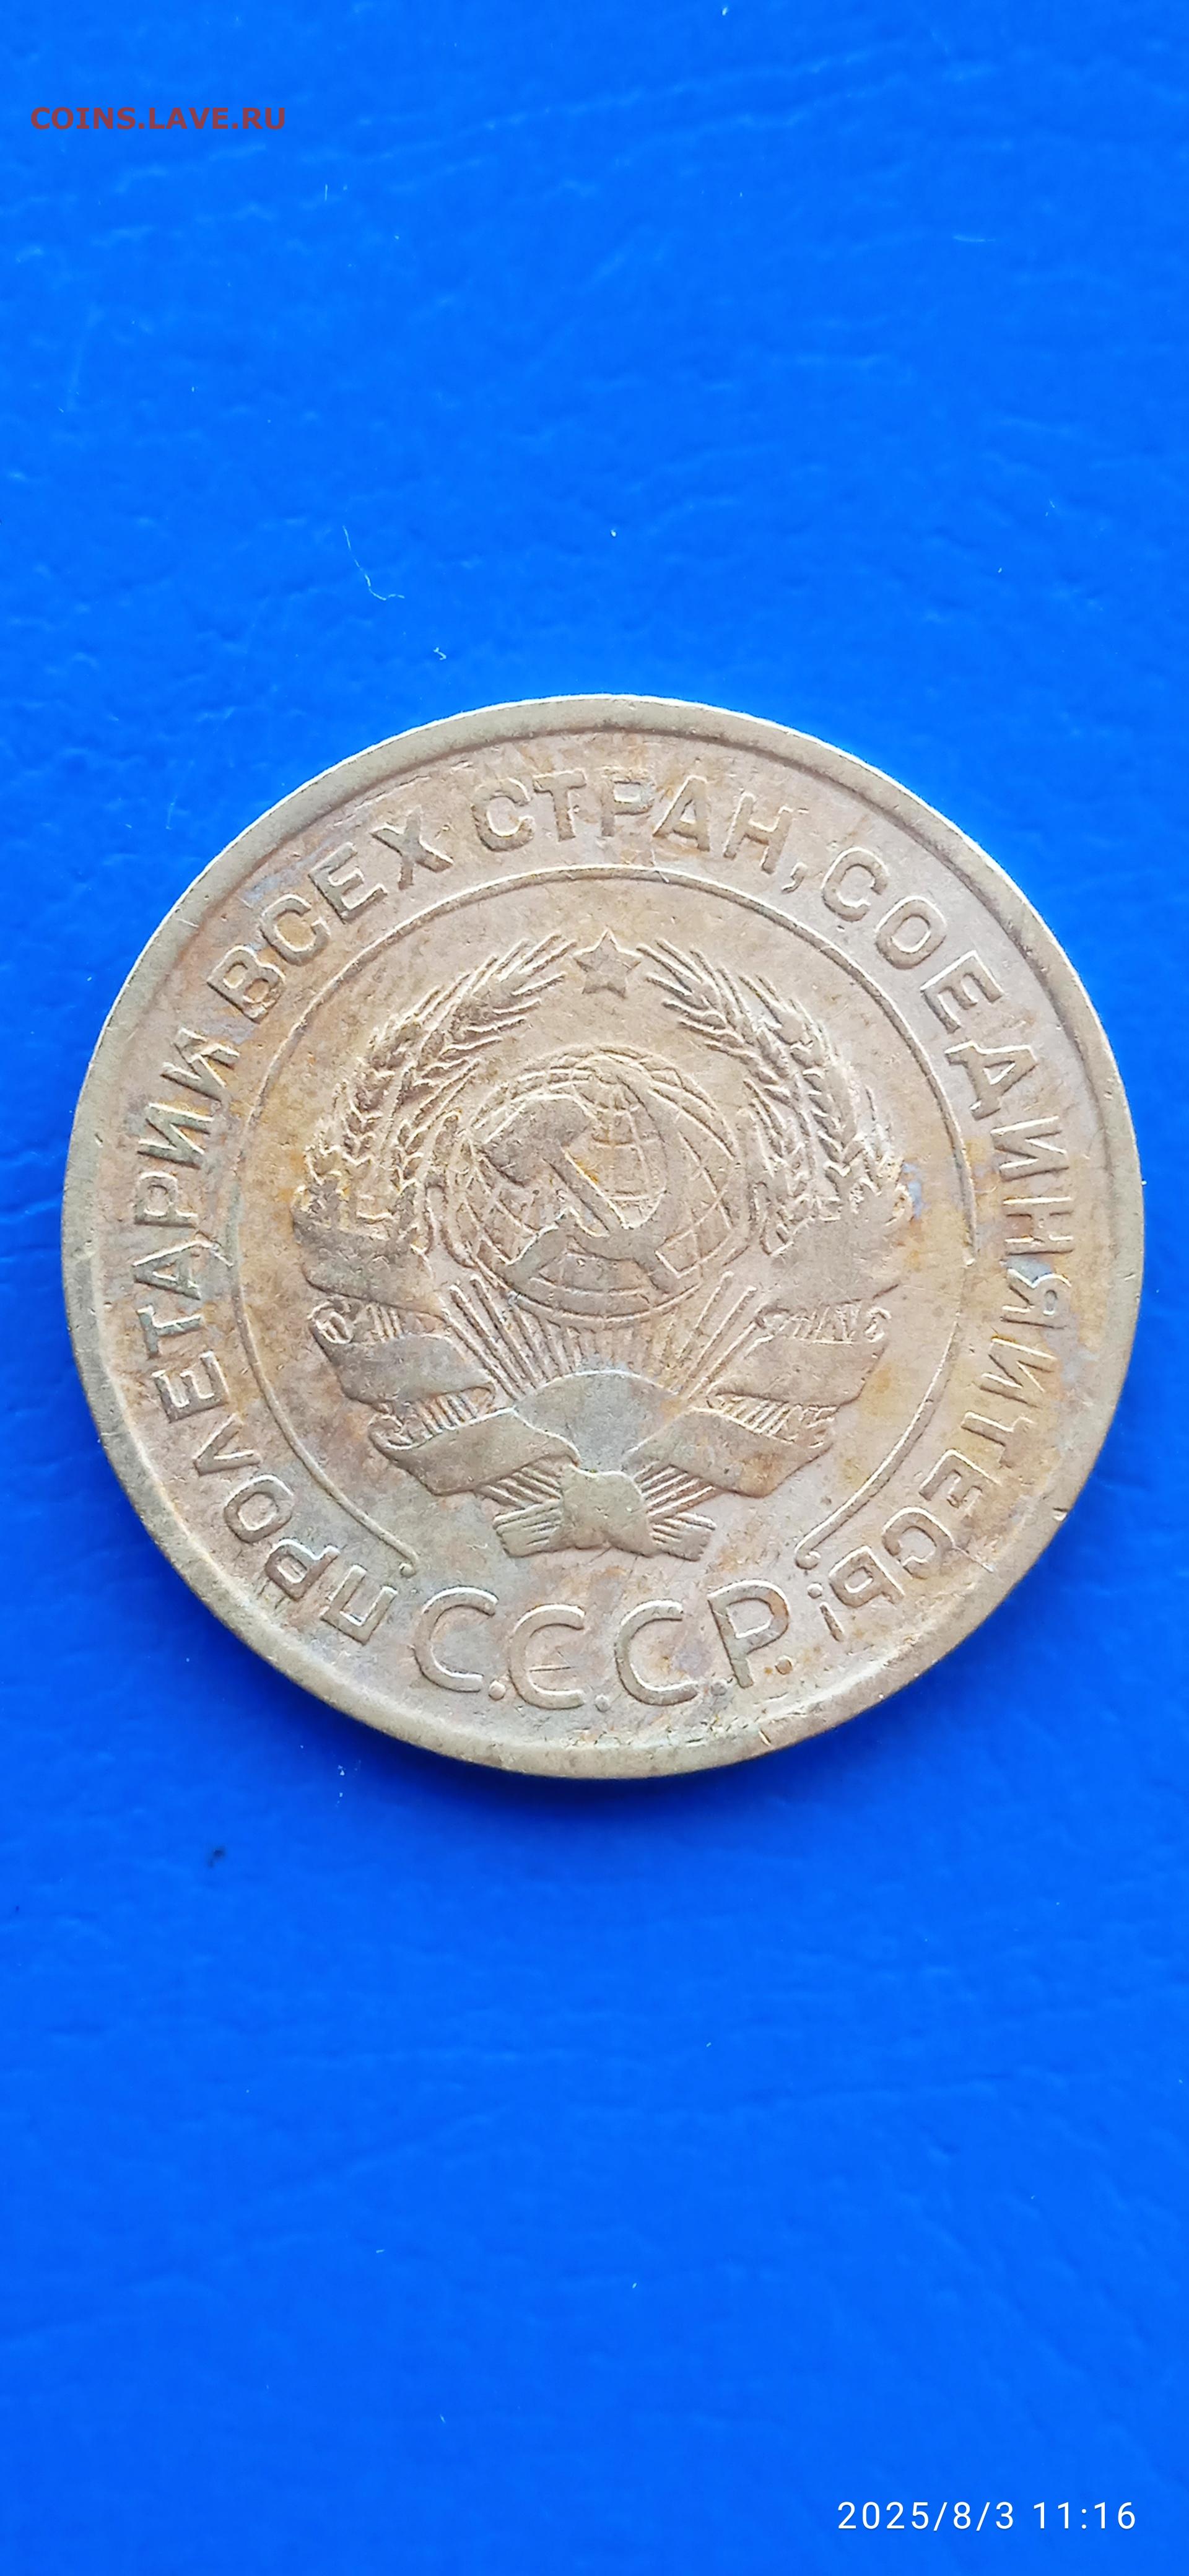 COINS.LAVE.RU
ПРОЛЕТАРИИ ВСЕХ СТРАН, СОЕДИНЯЙТЕСЬ!
С.С.С.Р.
2025/8/3 11:16